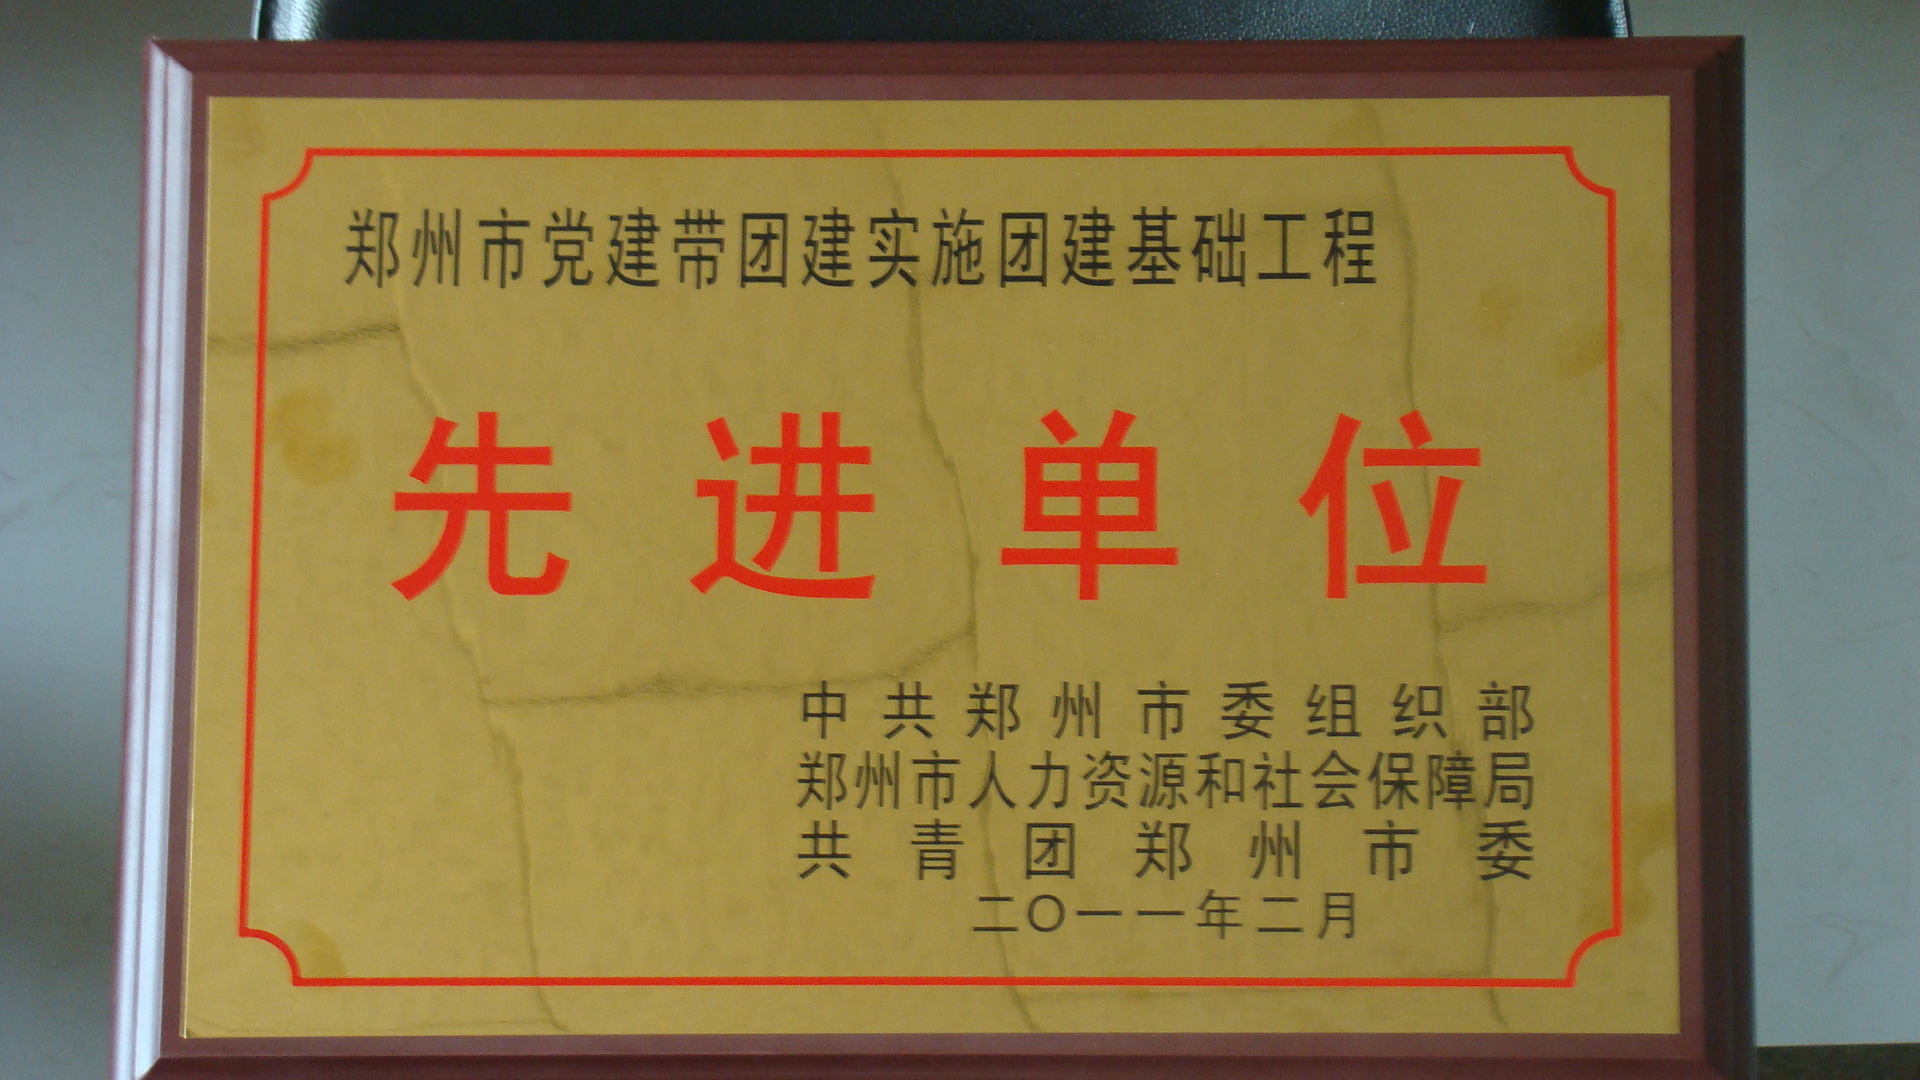 郑州市党建带团建实施团建基础工程
先进单位
中共郑州市委组织部
郑州市人力资源和社会保障局
共青团郑州市委
二〇一一年二月